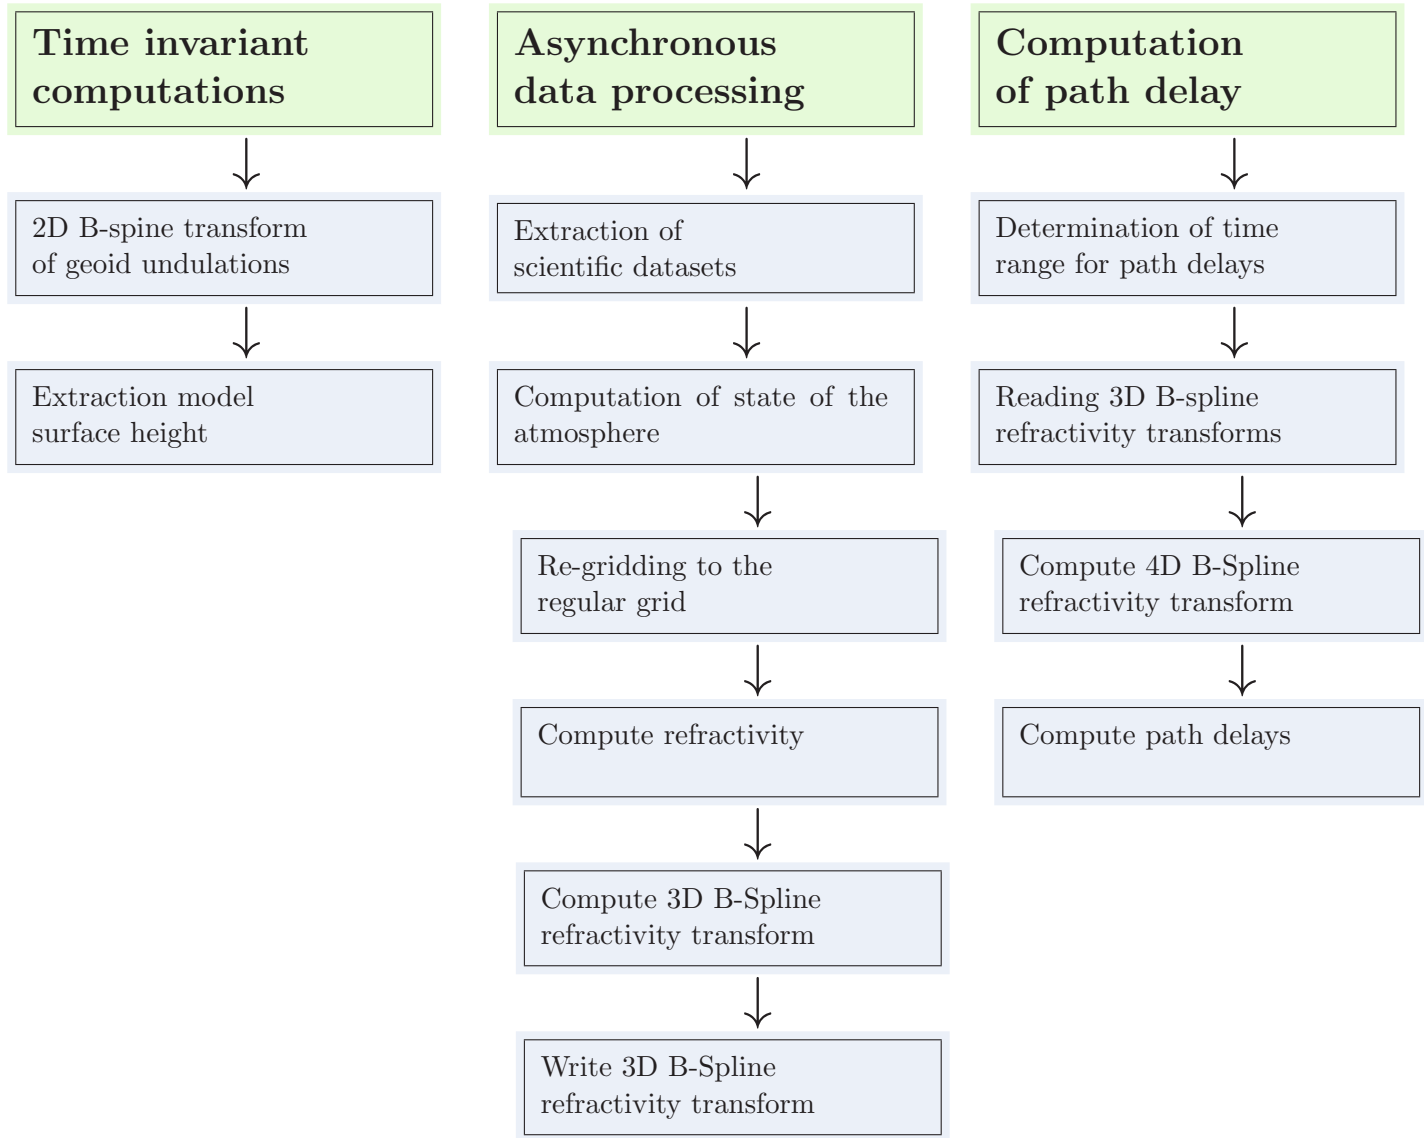 Time invariant
computations
2D B-spine transform
of geoid undulations
Extraction model
surface height
Asynchronous
data processing
Extraction of
scientific datasets
Computation of state of the
atmosphere
Re-gridding to the
regular grid
Compute refractivity
Compute 3D B-Spline
refractivity transform
Write 3D B-Spline
refractivity transform
Computation
of path delay
Determination of time
range for path delays
Reading 3D B-spline
refractivity transforms
Compute 4D B-Spline
refractivity transform
Compute path delays